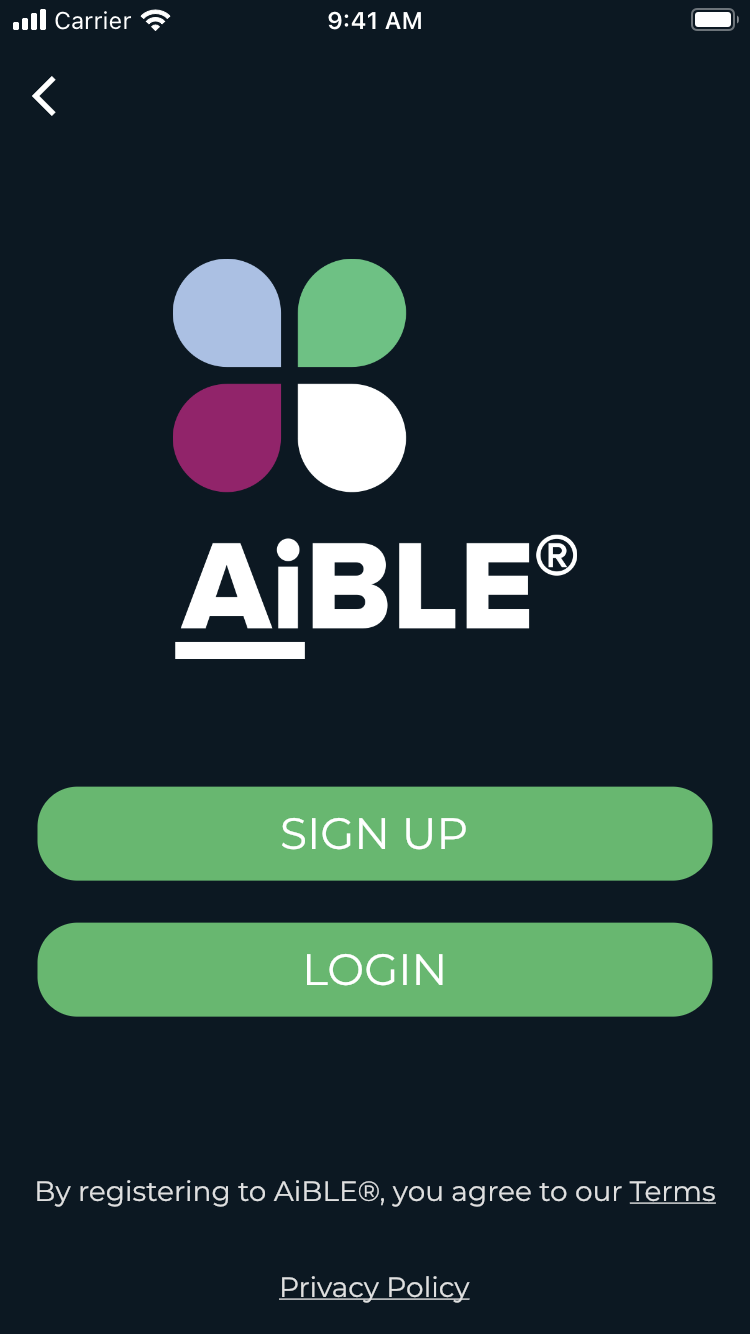 Carrier 9:41 AM
AiBLE®
SIGN UP
LOGIN
By registering to AiBLE®, you agree to our Terms
Privacy Policy